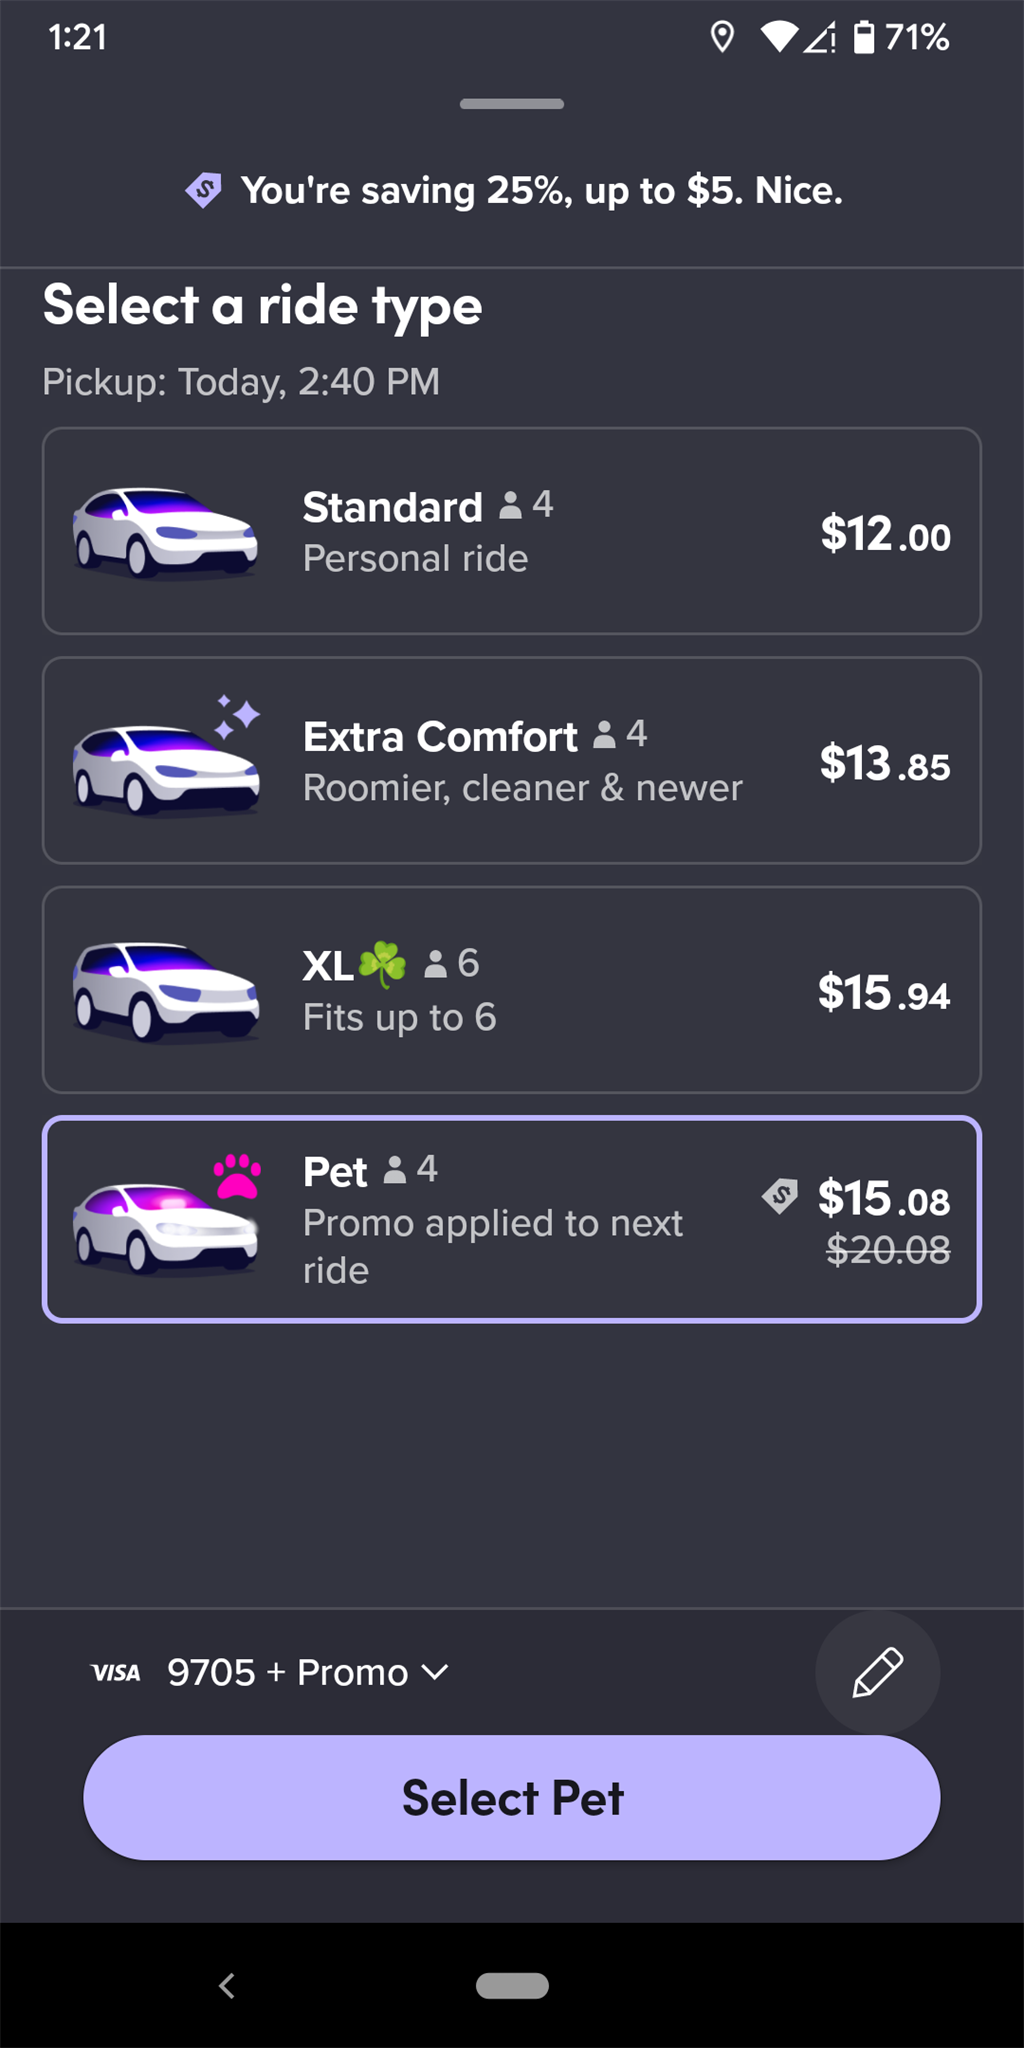 1:21
71%
You're saving 25%, up to $5. Nice.
Select a ride type
Pickup: Today, 2:40 PM
Standard 4
Personal ride
$12.00
Extra Comfort 4
Roomier, cleaner & newer
$13.85
XL☘️ 6
Fits up to 6
$15.94
Pet 4
Promo applied to next
ride
$15.08
$20.08
VISA 9705 + Promo
Select Pet